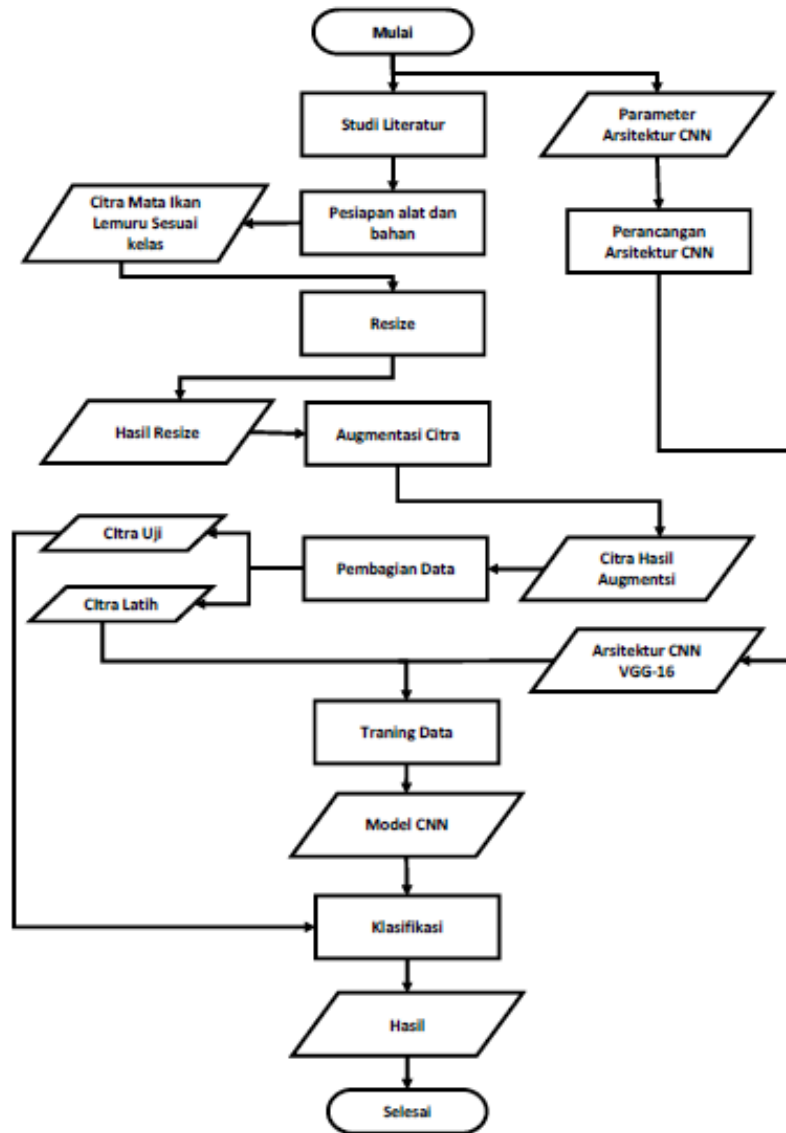 Mulai
Studi Literatur
Parameter
Arsitektur CNN
Citra Mata Ikan
Lemuru Sesuai
kelas
Pesiapan alat dan
bahan
Perancangan
Arsitektur CNN
Resize
Hasil Resize
Augmentasi Citra
CItra Uji
Pembagian Data
Citra Hasil
Augmentsi
CItra Latih
Arsitektur CNN
VGG-16
Traning Data
Model CNN
Klasifikasi
Hasil
Selesai